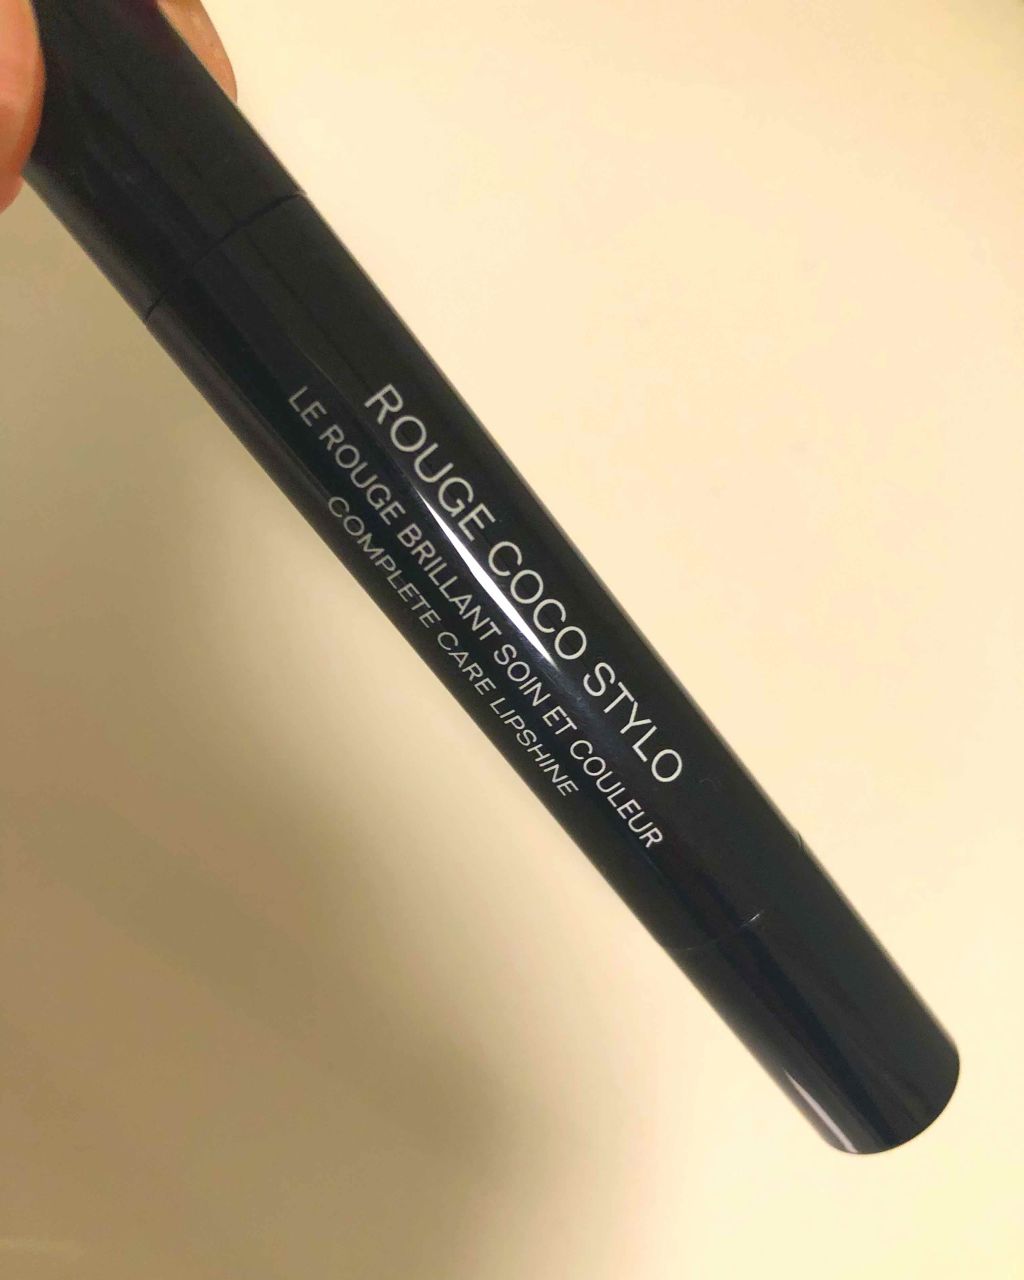 ROUGE COCO STYLO
LE ROUGE BRILLANT SOIN ET COULEUR
COMPLETE CARE LIPSHINE